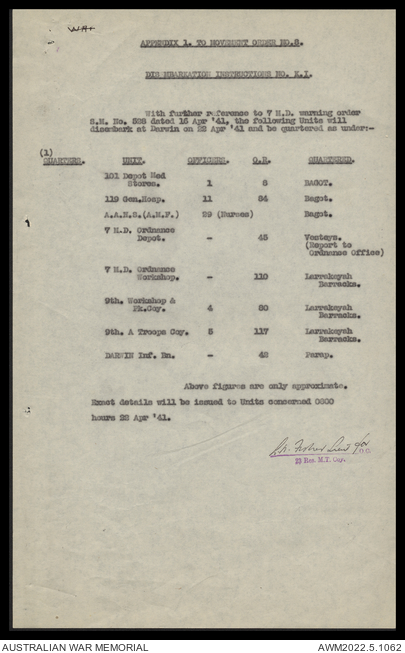 APPENDIX 1. TO MOVEMENT ORDER NO.8.
DIS EMBARKATION INSTRUCTIONS NO. M.I.
With further reference to 7 M.D. warning order
S.M. No. 528 dated 16 Apr '41, the following Units will
disembark at Darwin on 22 Apr '41 and be quartered as under:-
(1)
QUARTERS. UNIT. OFFICERS. O.R. QUARTERED.
101 Depot Med
Stores. 1 6 BAGOT.
119 Gen.Hosp. 11 84 Bagot.
A.A.N.S.(A.M.F.) 29 (Nurses) Bagot.
7 M.D. Ordnance
Depot. - 45 Vesteys.
(Report to
Ordnance Office)
7 M.D. Ordnance
Workshop. - 110 Larrakeyah
Barracks.
9th. Workshop &
Pk.Coy. 4 80 Larrakeyah
Barracks.
9th. A Troops Coy. 5 117 Larrakeyah
Barracks.
DARWIN Inf. Bn. - 42 Parap.
Above figures are only approximate.
Exact details will be issued to Units concerned 0800
hours 22 Apr '41.
Lieut for O.C.
23 Res. M.T. Coy.
AUSTRALIAN WAR MEMORIAL AWM2022.5.1062